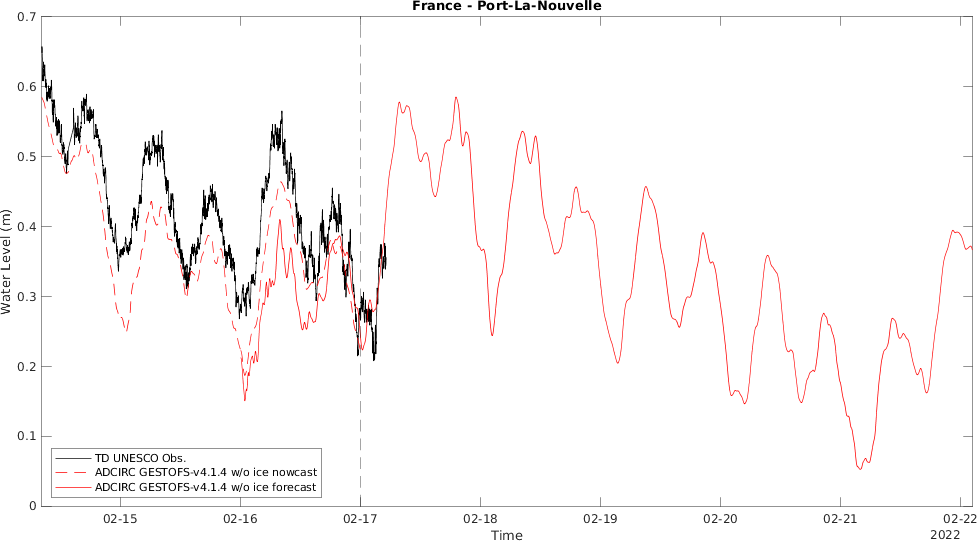 France - Port-La-Nouvelle
0.7
0.6
0.5
0.4
0.3
0.2
0.1
0
Water Level (m)
TD UNESCO Obs.
ADCIRC GESTOFS-v4.1.4 w/o ice nowcast
ADCIRC GESTOFS-v4.1.4 w/o ice forecast
02-15 02-16 02-17 02-18 02-19 02-20 02-21 02-22
Time
2022